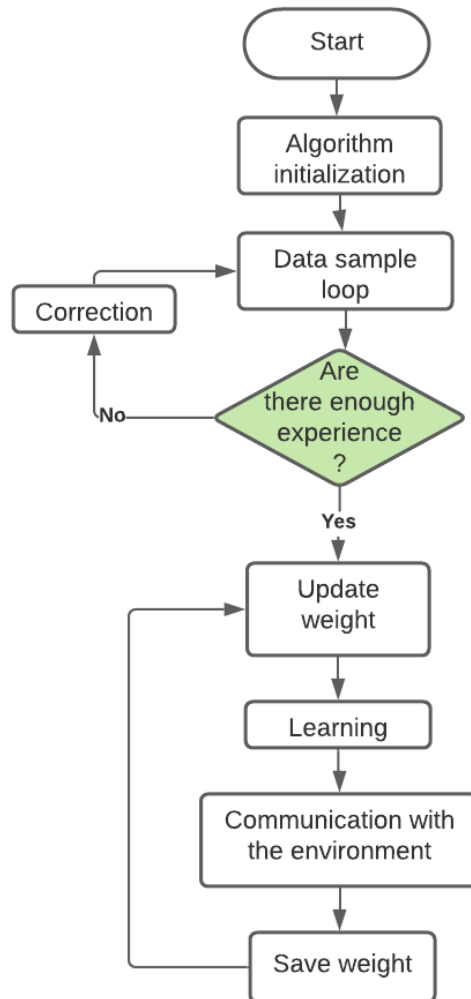 Start
Algorithm
initialization
Data sample
loop
Correction
Are
there enough
experience
?
No
Yes
Update
weight
Learning
Communication with
the environment
Save weight